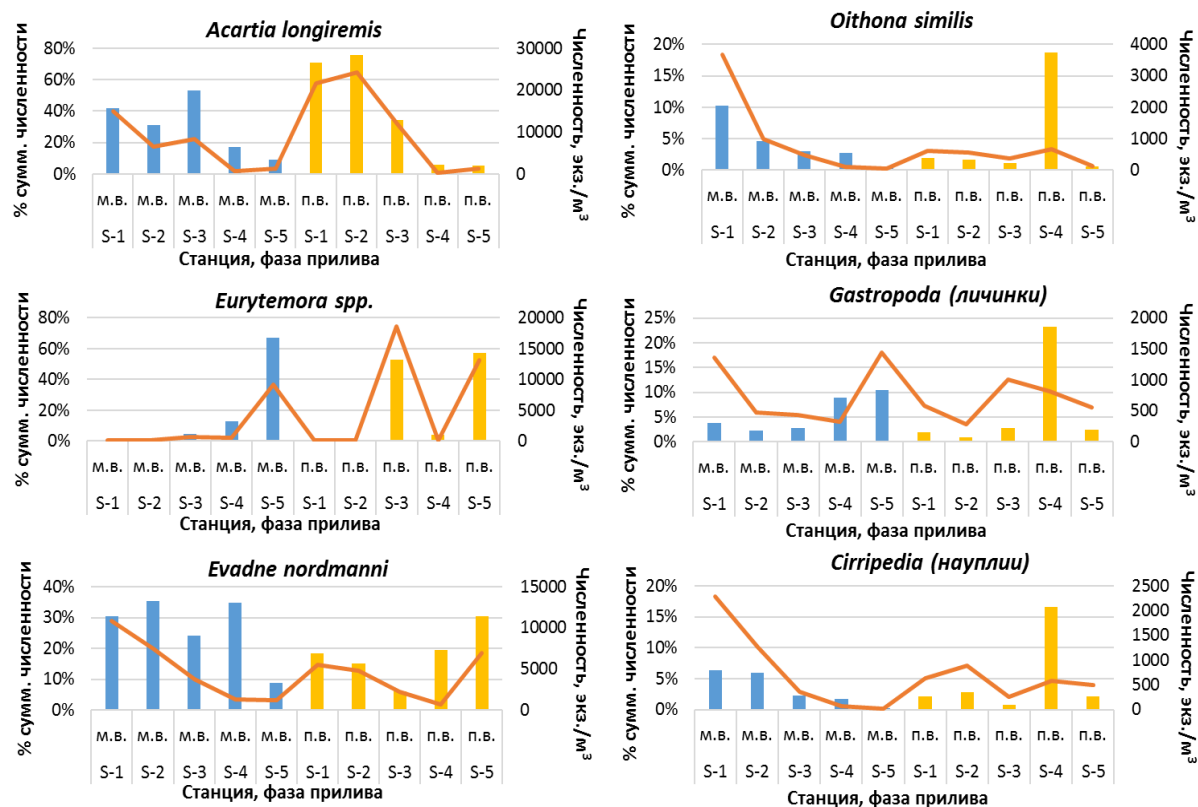 Acartia longiremis
% сумм. численности
80%
60%
40%
20%
0%
30000
20000
10000
0
Численность, экз./м³
м.в. м.в. м.в. м.в. м.в. п.в. п.в. п.в. п.в. п.в.
S-1 S-2 S-3 S-4 S-5 S-1 S-2 S-3 S-4 S-5
Станция, фаза прилива
Oithona similis
% сумм. численности
20%
15%
10%
5%
0%
4000
3000
2000
1000
0
Численность, экз./м³
м.в. м.в. м.в. м.в. м.в. п.в. п.в. п.в. п.в. п.в.
S-1 S-2 S-3 S-4 S-5 S-1 S-2 S-3 S-4 S-5
Станция, фаза прилива
Eurytemora spp.
% сумм. численности
80%
60%
40%
20%
0%
20000
15000
10000
5000
0
Численность, экз./м³
м.в. м.в. м.в. м.в. м.в. п.в. п.в. п.в. п.в. п.в.
S-1 S-2 S-3 S-4 S-5 S-1 S-2 S-3 S-4 S-5
Станция, фаза прилива
Gastropoda (личинки)
% сумм. численности
25%
20%
15%
10%
5%
0%
2000
1500
1000
500
0
Численность, экз./м³
м.в. м.в. м.в. м.в. м.в. п.в. п.в. п.в. п.в. п.в.
S-1 S-2 S-3 S-4 S-5 S-1 S-2 S-3 S-4 S-5
Станция, фаза прилива
Evadne nordmanni
% сумм. численности
40%
30%
20%
10%
0%
15000
10000
5000
0
Численность, экз./м³
м.в. м.в. м.в. м.в. м.в. п.в. п.в. п.в. п.в. п.в.
S-1 S-2 S-3 S-4 S-5 S-1 S-2 S-3 S-4 S-5
Станция, фаза прилива
Cirripedia (науплии)
% сумм. численности
20%
15%
10%
5%
0%
2500
2000
1500
1000
500
0
Численность, экз./м³
м.в. м.в. м.в. м.в. м.в. п.в. п.в. п.в. п.в. п.в.
S-1 S-2 S-3 S-4 S-5 S-1 S-2 S-3 S-4 S-5
Станция, фаза прилива